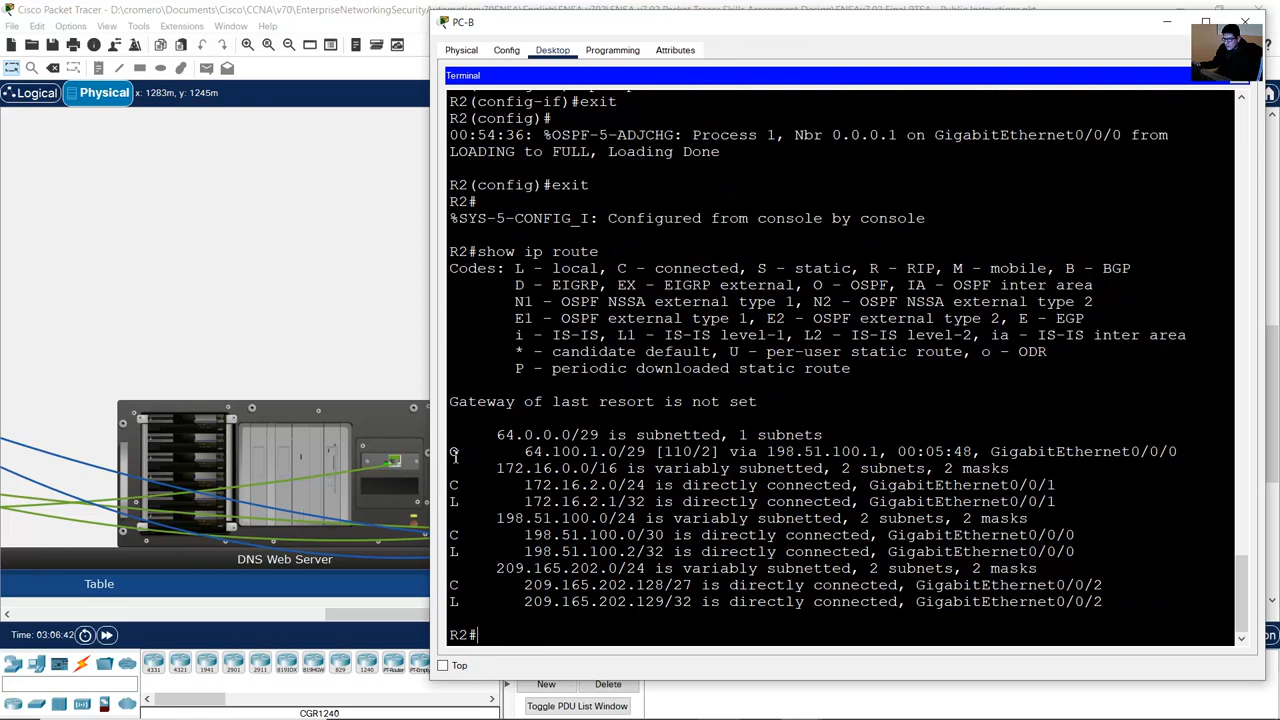 Cisco Packet Tracer - D:\cromero\Documents\Cisco\CCNA\v70\EnterpriseNetworkingSecurity
File Edit Options View Tools Extensions Window Help
Logical Physical x: 1283m, y: 1245m
PC-B
Physical Config Desktop Programming Attributes
Terminal
R2(config-if)#exit
R2(config)#
00:54:36: %OSPF-5-ADJCHG: Process 1, Nbr 0.0.0.1 on GigabitEthernet0/0/0 from
LOADING to FULL, Loading Done
R2(config)#exit
R2#
%SYS-5-CONFIG_I: Configured from console by console
R2#show ip route
Codes: L - local, C - connected, S - static, R - RIP, M - mobile, B - BGP
D - EIGRP, EX - EIGRP external, O - OSPF, IA - OSPF inter area
N1 - OSPF NSSA external type 1, N2 - OSPF NSSA external type 2
E1 - OSPF external type 1, E2 - OSPF external type 2, E - EGP
i - IS-IS, L1 - IS-IS level-1, L2 - IS-IS level-2, ia - IS-IS inter area
* - candidate default, U - per-user static route, o - ODR
P - periodic downloaded static route
Gateway of last resort is not set
64.0.0.0/29 is subnetted, 1 subnets
O 64.100.1.0/29 [110/2] via 198.51.100.1, 00:05:48, GigabitEthernet0/0/0
172.16.0.0/16 is variably subnetted, 2 subnets, 2 masks
C 172.16.2.0/24 is directly connected, GigabitEthernet0/0/1
L 172.16.2.1/32 is directly connected, GigabitEthernet0/0/1
198.51.100.0/24 is variably subnetted, 2 subnets, 2 masks
C 198.51.100.0/30 is directly connected, GigabitEthernet0/0/0
L 198.51.100.2/32 is directly connected, GigabitEthernet0/0/0
209.165.202.0/24 is variably subnetted, 2 subnets, 2 masks
C 209.165.202.128/27 is directly connected, GigabitEthernet0/0/2
L 209.165.202.129/32 is directly connected, GigabitEthernet0/0/2
R2#
Top
DNS Web Server
Table
Time: 03:06:42
4331 4321 1941 2901 2911 819IOX 819HGW 829 1240 PT-Router PT-Empty
CGR1240
New Delete
Toggle PDU List Window